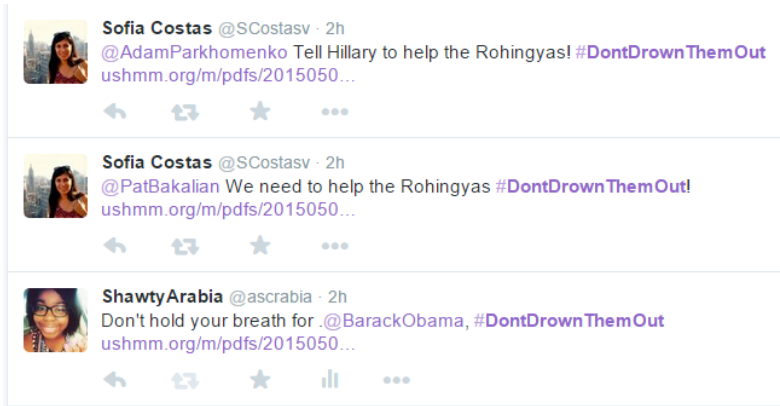 Sofia Costas @SCostasv · 2h
@AdamParkhomenko Tell Hillary to help the Rohingyas! #DontDrownThemOut
ushmm.org/m/pdfs/2015050...
Sofia Costas @SCostasv · 2h
@PatBakalian We need to help the Rohingyas #DontDrownThemOut!
ushmm.org/m/pdfs/2015050...
ShawtyArabia @ascrabia · 2h
Don't hold your breath for .@BarackObama, #DontDrownThemOut
ushmm.org/m/pdfs/2015050...